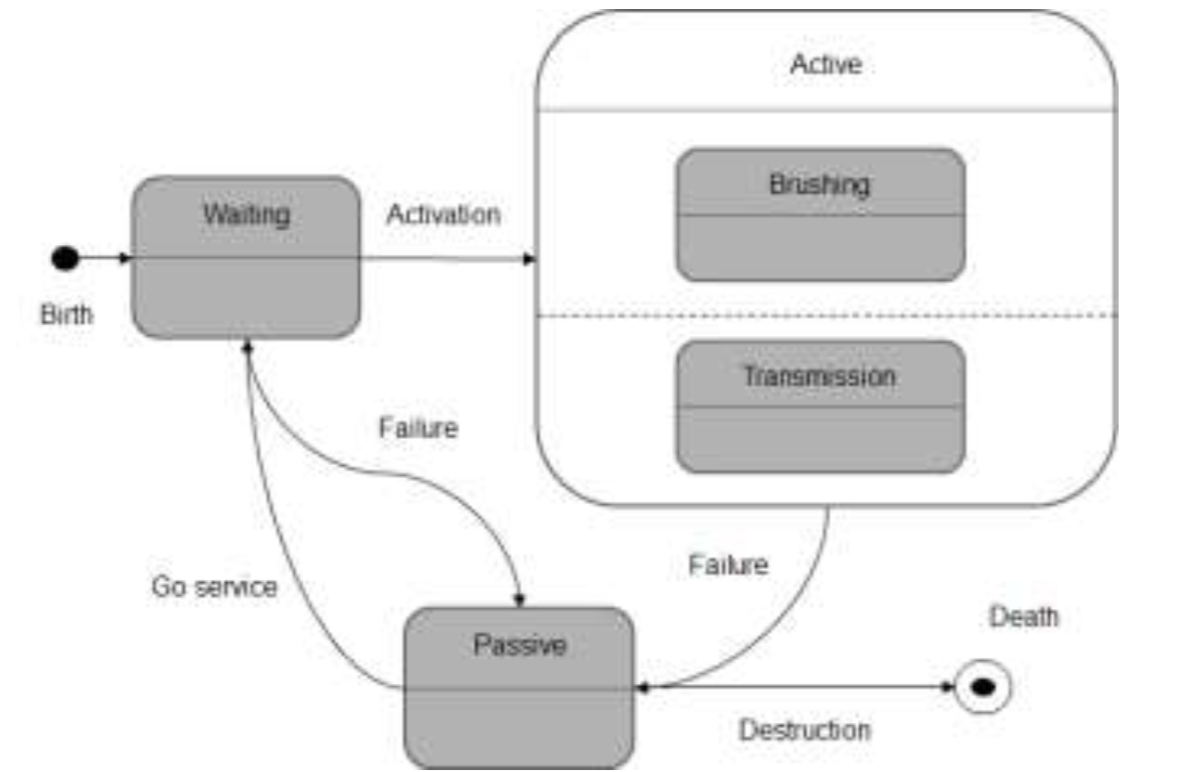 Active
Brushing
Waiting
Activation
Birth
Transmission
Failure
Failure
Go service
Death
Passive
Destruction